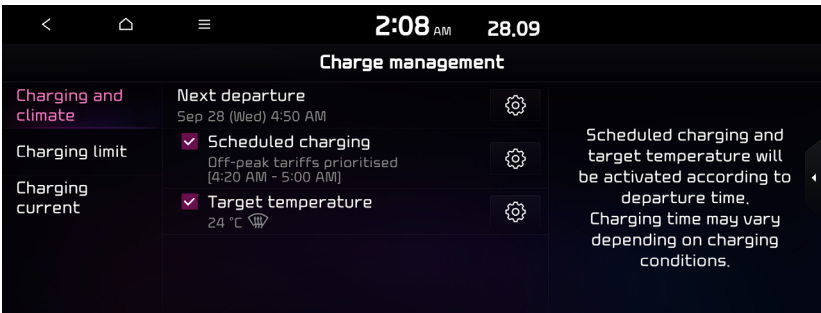 2:08 AM 28.09
Charge management
Charging and
climate
Charging limit
Charging
current
Next departure
Sep 28 (Wed) 4:50 AM
Scheduled charging
Off-peak tariffs prioritised
[4:20 AM - 5:00 AM]
Target temperature
24 °C
Scheduled charging and
target temperature will
be activated according to
departure time.
Charging time may vary
depending on charging
conditions.